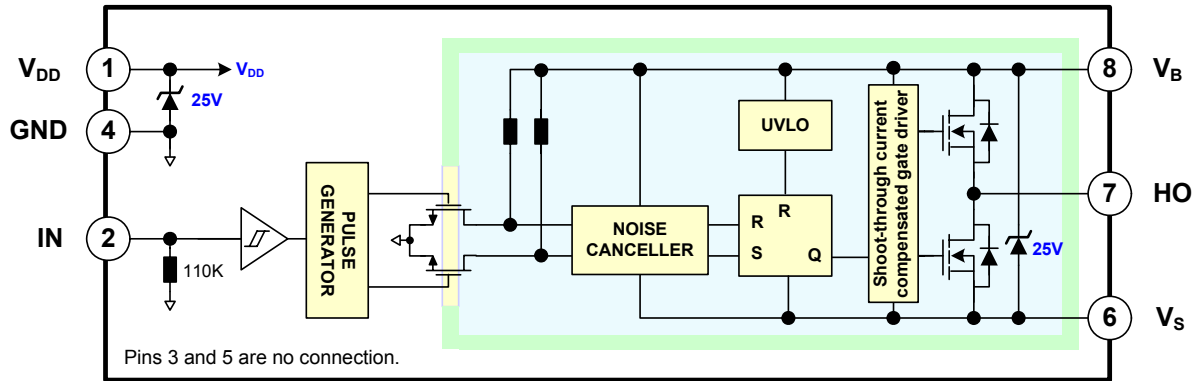 VDD 1 VDD 8 VB
25V
GND 4
UVLO
PULSE GENERATOR
Shoot-through current compensated gate driver
7 HO
IN 2
110K
NOISE CANCELLER
R
R
S Q
25V
6 VS
Pins 3 and 5 are no connection.